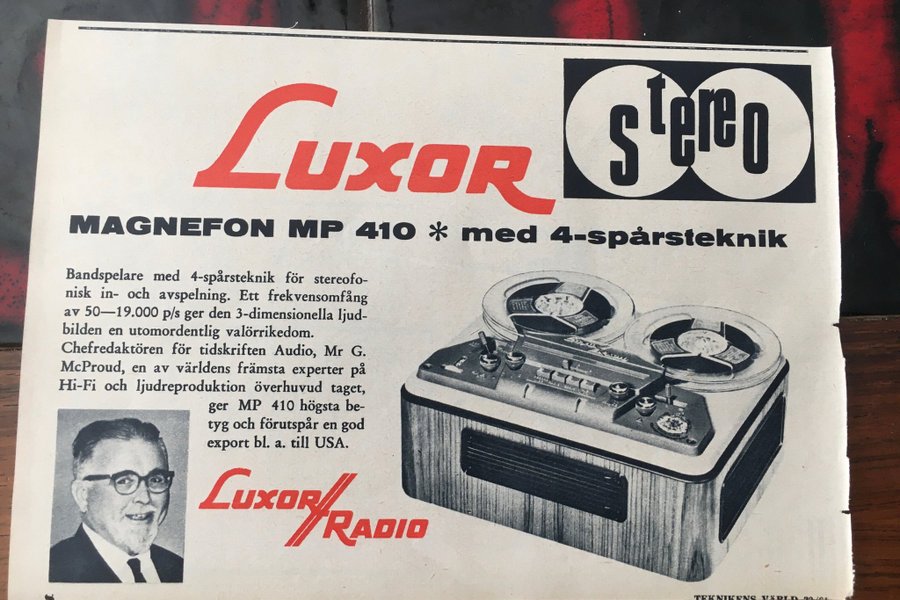 Luxor
stereo
MAGNEFON MP 410 * med 4-spårsteknik
Bandspelare med 4-spårsteknik för stereofo-
nisk in- och avspelning. Ett frekvensomfång
av 50—19.000 p/s ger den 3-dimensionella ljud-
bilden en utomordentlig valörrikedom.
Chefredaktören för tidskriften Audio, Mr G.
McProud, en av världens främsta experter på
Hi-Fi och ljudreproduktion överhuvud taget,
ger MP 410 högsta be-
tyg och förutspår en god
export bl. a. till USA.
LUXOR
RADIO
TEKNIKENS VÄRLD